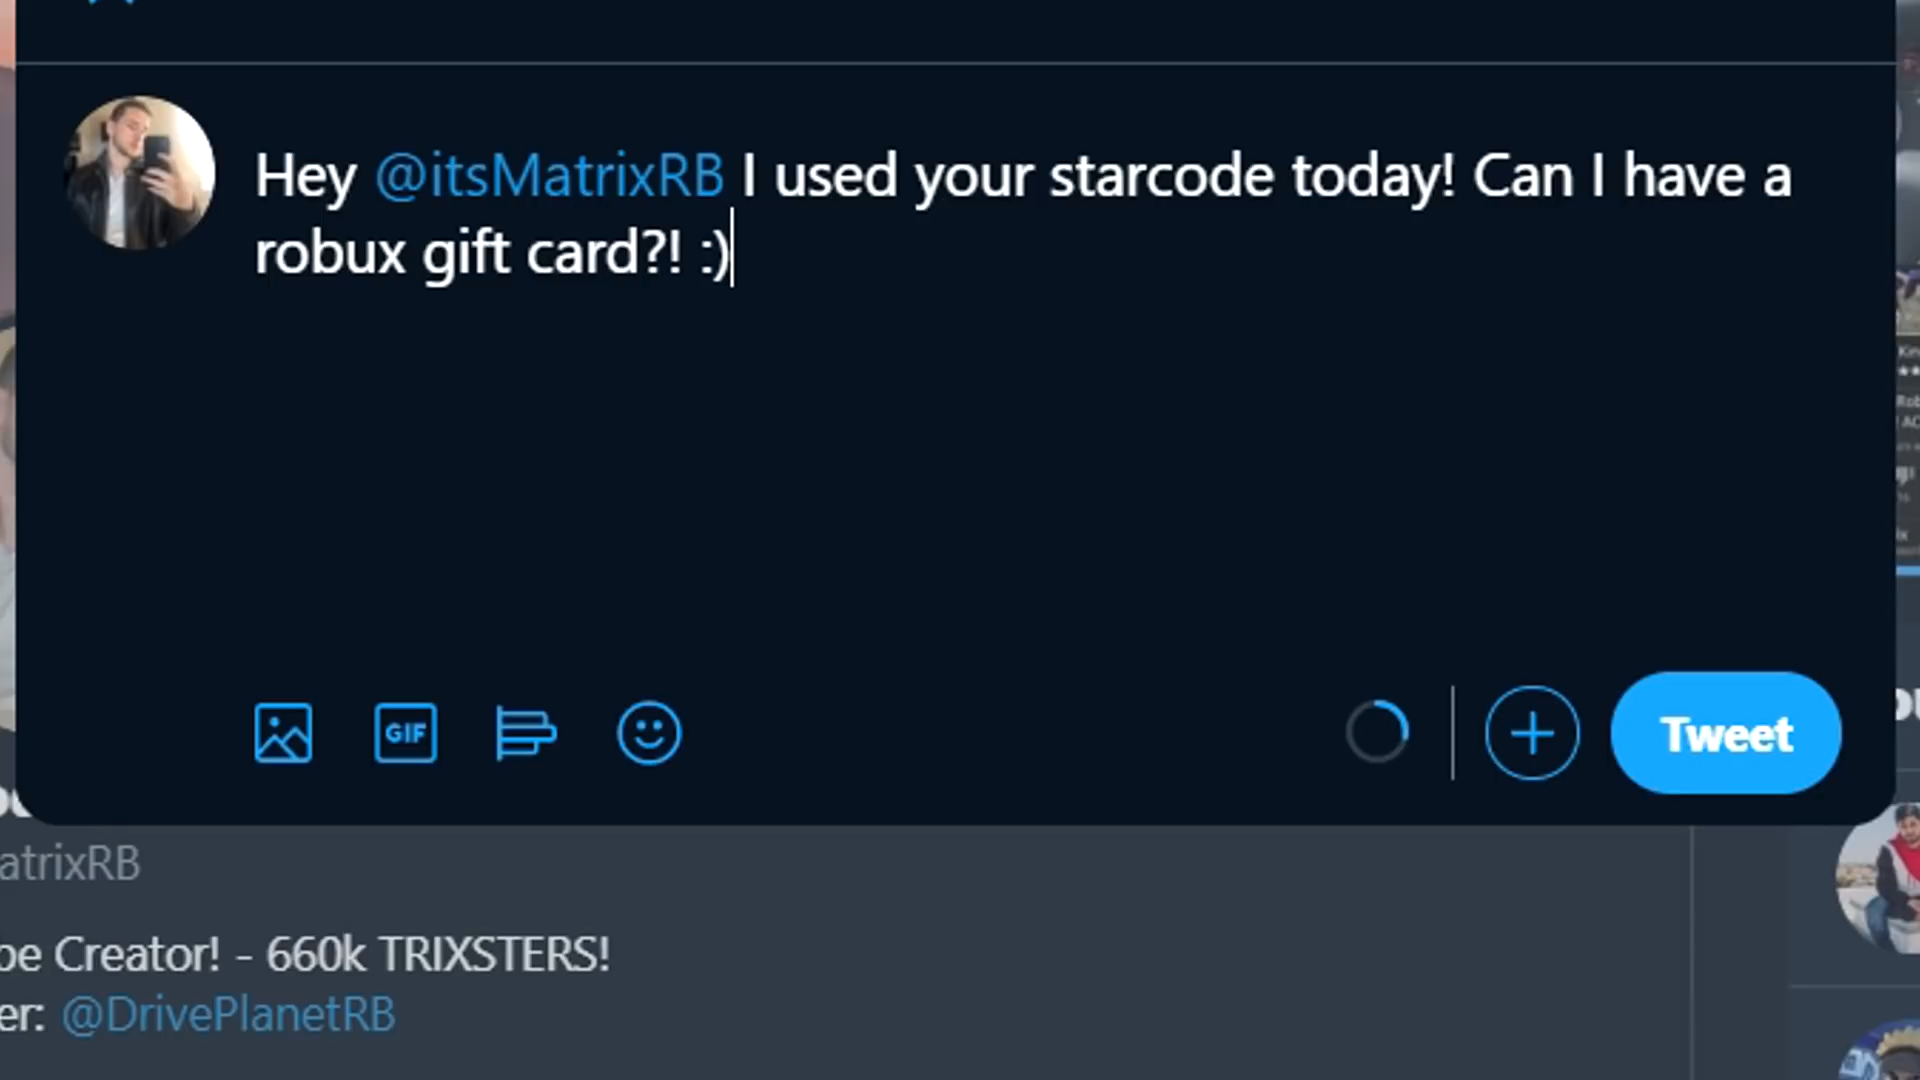 Hey @itsMatrixRB I used your starcode today! Can I have a
robux gift card?! :)
GIF
Tweet
atrixRB
be Creator! - 660k TRIXSTERS!
er: @DrivePlanetRB